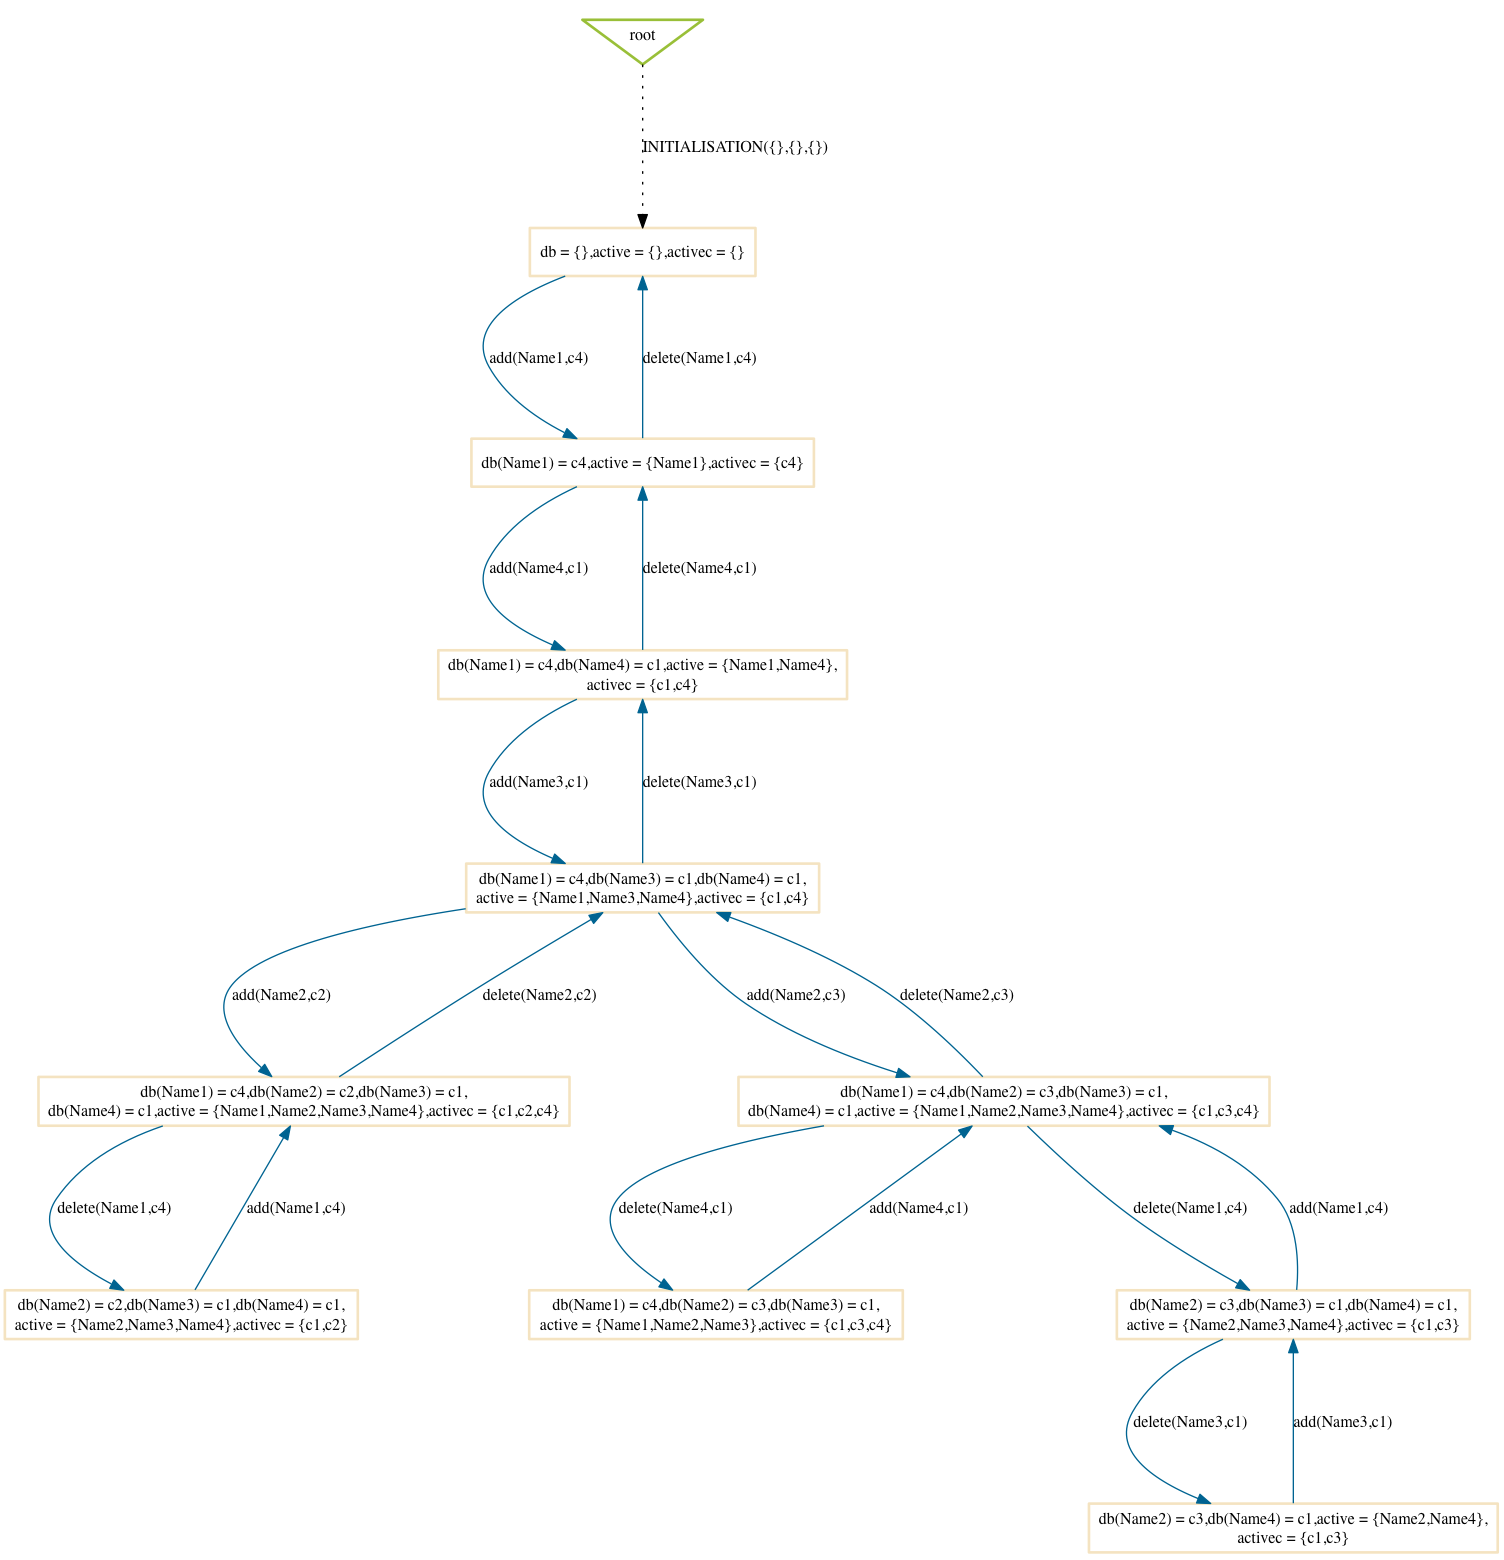 root
INITIALISATION({},{},{})
db = {},active = {},activec = {}
add(Name1,c4)
delete(Name1,c4)
db(Name1) = c4,active = {Name1},activec = {c4}
add(Name4,c1)
delete(Name4,c1)
db(Name1) = c4,db(Name4) = c1,active = {Name1,Name4},
activec = {c1,c4}
add(Name3,c1)
delete(Name3,c1)
db(Name1) = c4,db(Name3) = c1,db(Name4) = c1,
active = {Name1,Name3,Name4},activec = {c1,c4}
add(Name2,c2)
delete(Name2,c2)
add(Name2,c3)
delete(Name2,c3)
db(Name1) = c4,db(Name2) = c2,db(Name3) = c1,
db(Name4) = c1,active = {Name1,Name2,Name3,Name4},activec = {c1,c2,c4}
db(Name1) = c4,db(Name2) = c3,db(Name3) = c1,
db(Name4) = c1,active = {Name1,Name2,Name3,Name4},activec = {c1,c3,c4}
delete(Name1,c4)
add(Name1,c4)
delete(Name4,c1)
add(Name4,c1)
delete(Name1,c4)
add(Name1,c4)
db(Name2) = c2,db(Name3) = c1,db(Name4) = c1,
active = {Name2,Name3,Name4},activec = {c1,c2}
db(Name1) = c4,db(Name2) = c3,db(Name3) = c1,
active = {Name1,Name2,Name3},activec = {c1,c3,c4}
db(Name2) = c3,db(Name3) = c1,db(Name4) = c1,
active = {Name2,Name3,Name4},activec = {c1,c3}
delete(Name3,c1)
add(Name3,c1)
db(Name2) = c3,db(Name4) = c1,active = {Name2,Name4},
activec = {c1,c3}